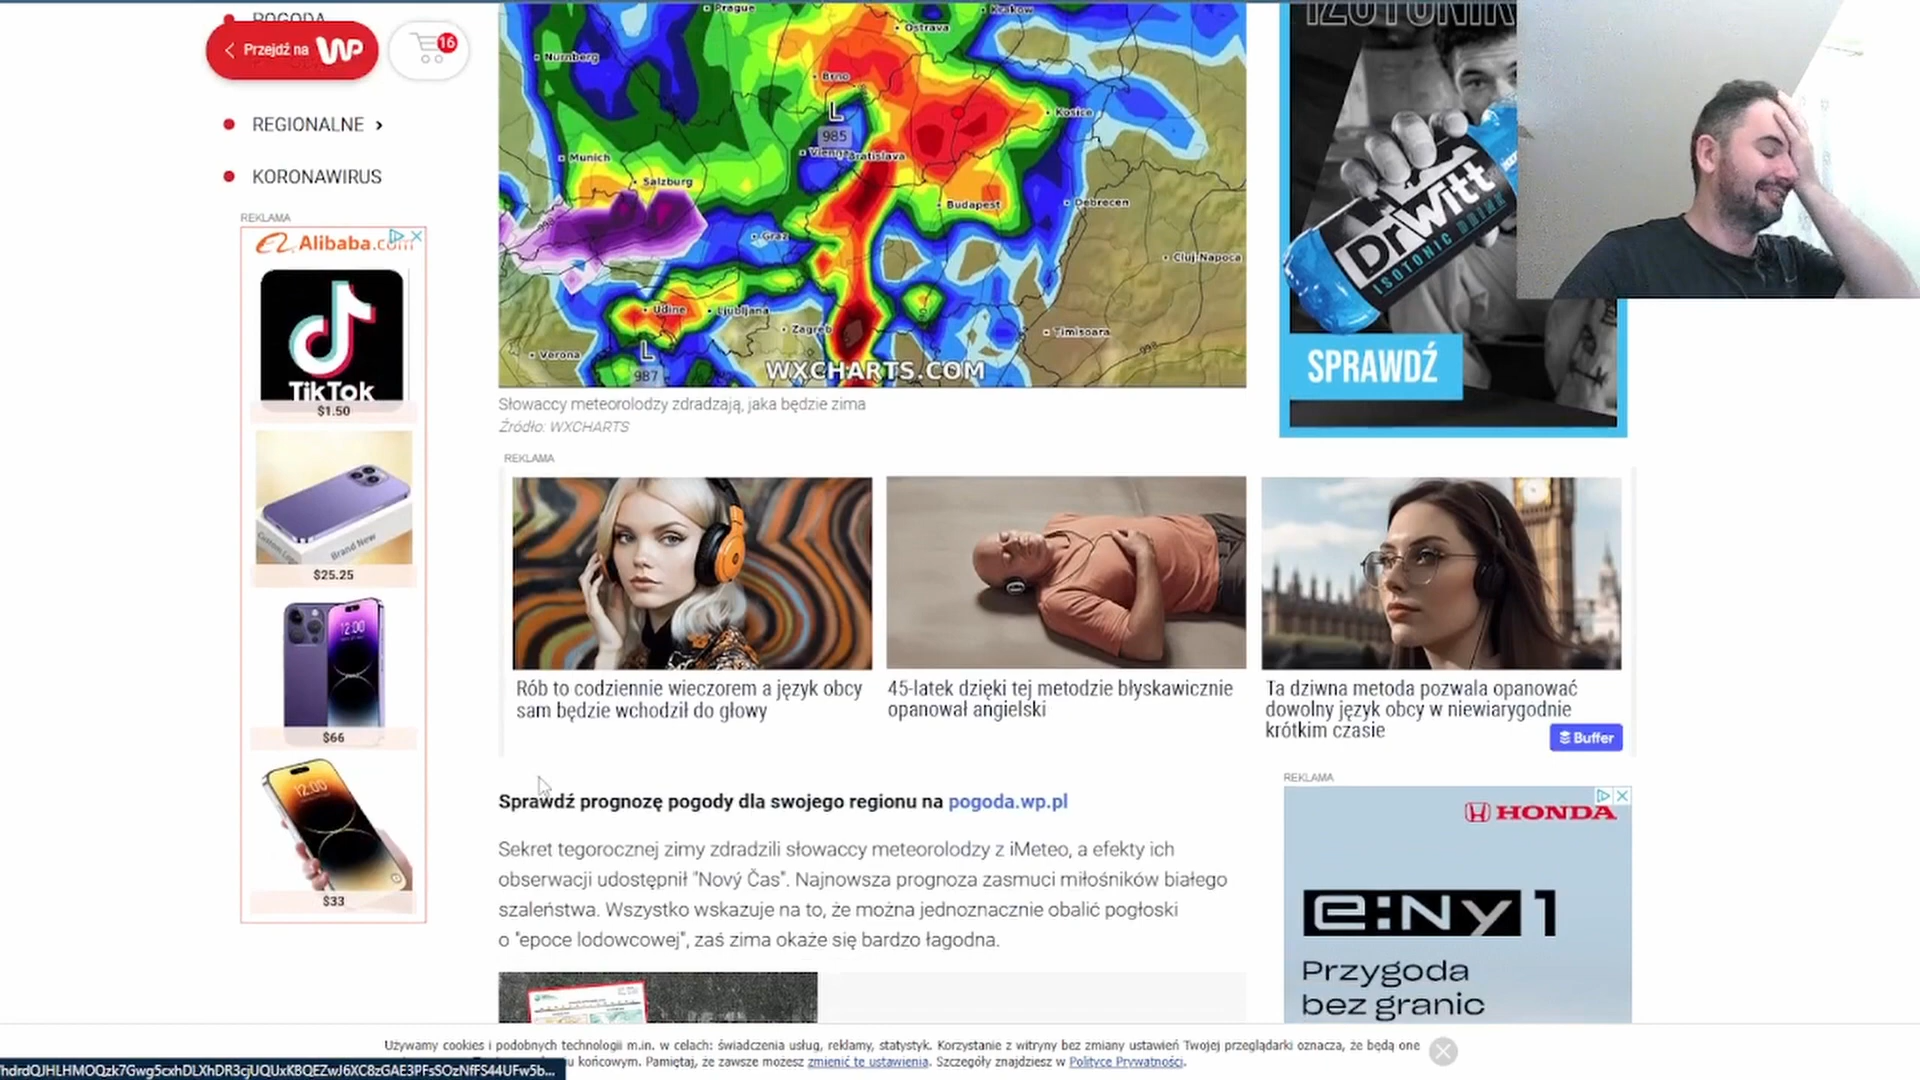 POGODA
Przejdź na WP
16
REGIONALNE
KORONAWIRUS
REKLAMA
Alibaba.com
TikTok
$1.50
Brand New
$25.25
12:00
$66
12:00
$33
Prague
Krakow
Ostrava
Nurnberg
Brno
Kosice
L
985
Vienna
Bratislava
Munich
Salzburg
Budapest
Debrecen
Graz
Cluj-Napoca
Udine
Ljubljana
Zagreb
Timisoara
Verona
L
987
WXCHARTS.COM
Słowaccy meteorolodzy zdradzają, jaka będzie zima
Źródło: WXCHARTS
IZOTONIK
DrWitt
ISOTONIC DRINK
SPRAWDŹ
REKLAMA
Rób to codziennie wieczorem a język obcy
sam będzie wchodził do głowy
45-latek dzięki tej metodzie błyskawicznie
opanował angielski
Ta dziwna metoda pozwala opanować
dowolny język obcy w niewiarygodnie
krótkim czasie
Buffer
Sprawdź prognozę pogody dla swojego regionu na pogoda.wp.pl
Sekret tegorocznej zimy zdradzili słowaccy meteorolodzy z iMeteo, a efekty ich
obserwacji udostępnił "Nový Čas". Najnowsza prognoza zasmuci miłośników białego
szaleństwa. Wszystko wskazuje na to, że można jednoznacznie obalić pogłoski
o "epoce lodowcowej", zaś zima okaże się bardzo łagodna.
REKLAMA
HONDA
e:Ny1
Przygoda
bez granic
Używamy cookies i podobnych technologii m.in. w celach: świadczenia usług, reklamy, statystyk. Korzystanie z witryny bez zmiany ustawień Twojej przeglądarki oznacza, że będą one
końcowym. Pamiętaj, że zawsze możesz zmienić te ustawienia. Szczegóły znajdziesz w Polityce Prywatności.